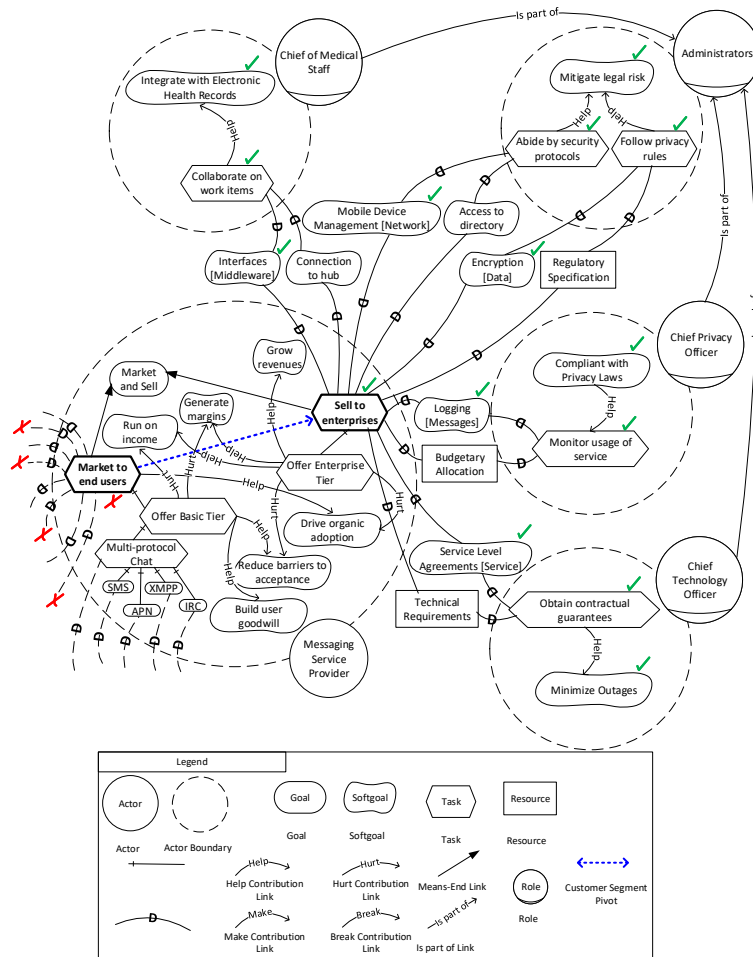 Is part of
Chief of Medical
Staff
Administrators
Integrate with Electronic
Health Records
Mitigate legal risk
Help
Help
Help
Abide by security
protocols
Follow privacy
rules
Collaborate on
work items
D
D
D
D
D
D
Mobile Device
Management [Network]
Access to
directory
Is part of
Interfaces
[Middleware]
Connection
to hub
Encryption
[Data]
Regulatory
Specification
D
D
D
D
D
D
Chief Privacy
Officer
Grow
revenues
Market
and Sell
Compliant with
Privacy Laws
Help
Generate
margins
Sell to
enterprises
Logging
[Messages]
D
D
Help
Run on
income
Monitor usage of
service
D
D
Budgetary
Allocation
D
D
D
D
D
D
Market to
end users
Hurt
Hurt
Help
Help
Offer Enterprise
Tier
Hurt
Hurt
Offer Basic Tier
Drive organic
adoption
Multi-protocol
Chat
Help
Help
Reduce barriers to
acceptance
Service Level
Agreements [Service]
Chief
Technology
Officer
SMS
XMPP
APN
IRC
Build user
goodwill
Technical
Requirements
D
D
Obtain contractual
guarantees
D
D
D
D
D
Help
Messaging
Service
Provider
Minimize Outages
Legend
Actor
Goal
Softgoal
Task
Resource
Actor
Actor Boundary
Goal
Softgoal
Task
Resource
Help
Help Contribution
Link
Hurt
Hurt Contribution
Link
Means-End Link
Role
Role
Customer Segment
Pivot
D
Make
Make Contribution
Link
Break
Break Contribution
Link
Is part of
Is part of Link